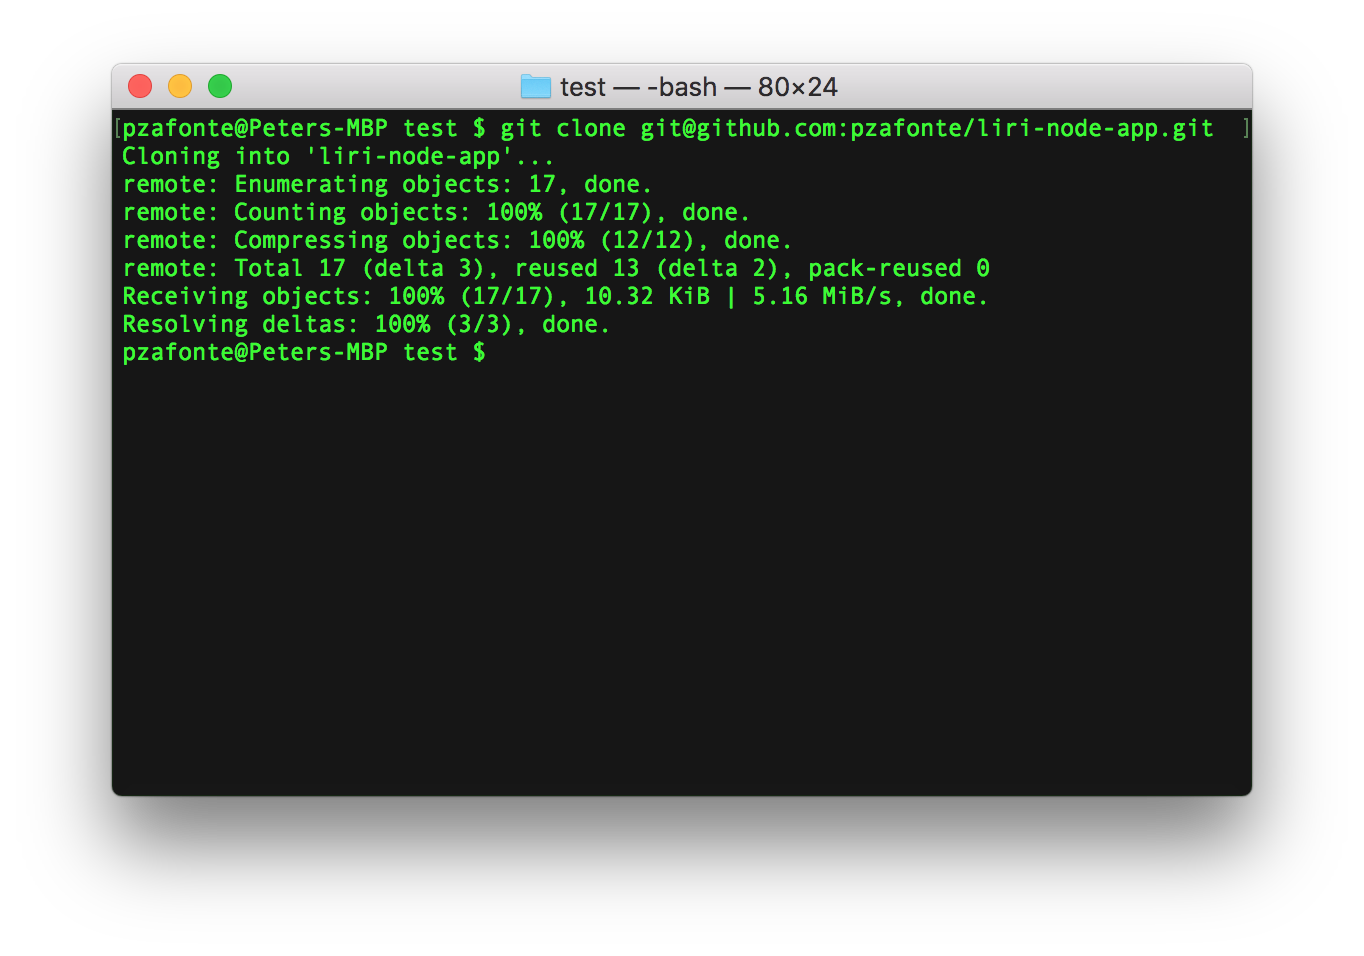 test — -bash — 80×24
[pzafonte@Peters-MBP test $ git clone git@github.com:pzafonte/liri-node-app.git ]
Cloning into 'liri-node-app'...
remote: Enumerating objects: 17, done.
remote: Counting objects: 100% (17/17), done.
remote: Compressing objects: 100% (12/12), done.
remote: Total 17 (delta 3), reused 13 (delta 2), pack-reused 0
Receiving objects: 100% (17/17), 10.32 KiB | 5.16 MiB/s, done.
Resolving deltas: 100% (3/3), done.
pzafonte@Peters-MBP test $